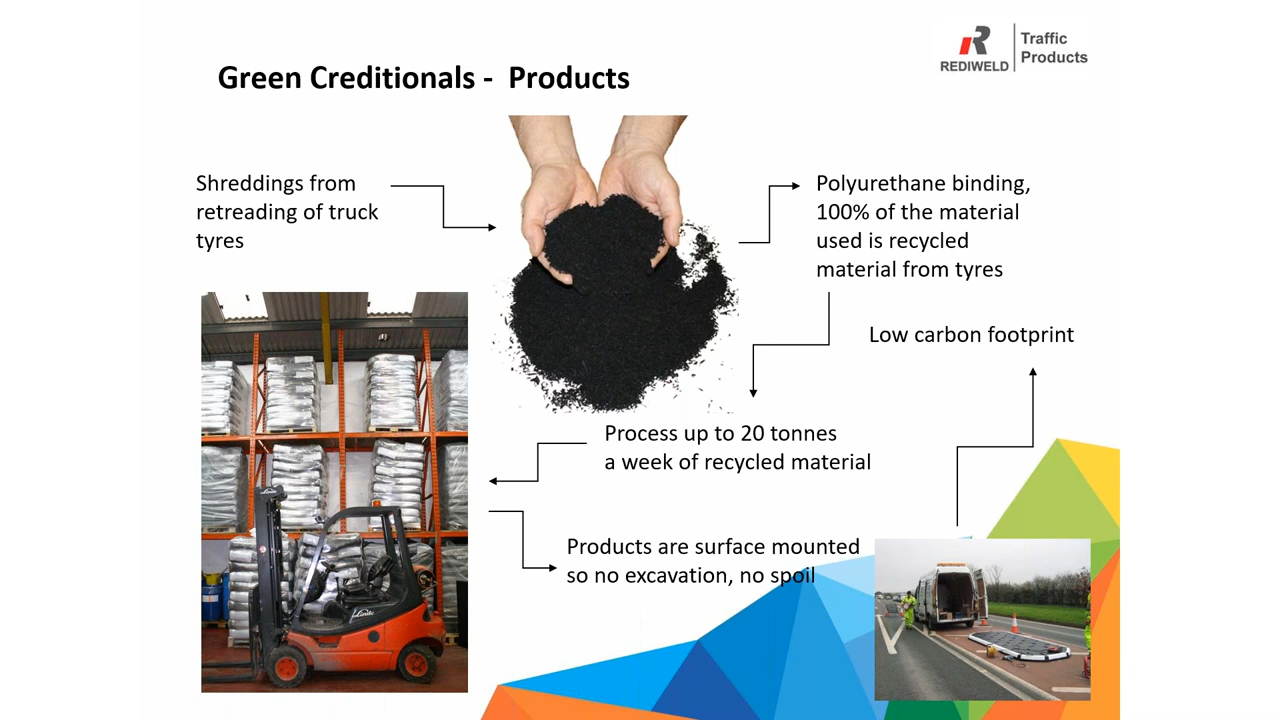 REDIWELD
Traffic
Products
Green Creditionals - Products
Shreddings from
retreading of truck
tyres
Polyurethane binding,
100% of the material
used is recycled
material from tyres
Low carbon footprint
Process up to 20 tonnes
a week of recycled material
Products are surface mounted
so no excavation, no spoil
Linde